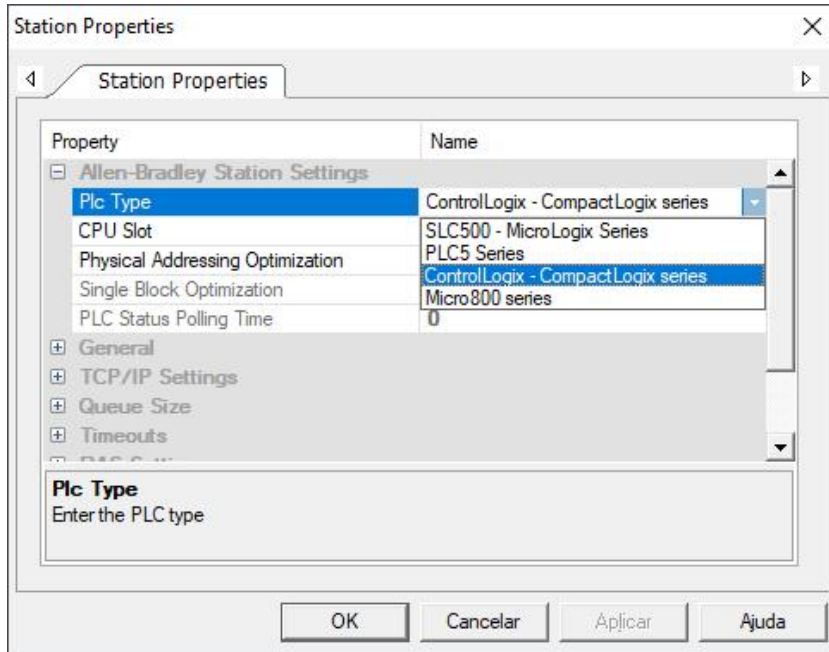 Station Properties
Station Properties
Property Name
Allen-Bradley Station Settings
Plc Type ControlLogix - CompactLogix series
CPU Slot SLC500 - MicroLogix Series
Physical Addressing Optimization PLC5 Series
ControlLogix - CompactLogix series
Single Block Optimization Micro800 series
PLC Status Polling Time 0
General
TCP/IP Settings
Queue Size
Timeouts
Plc Type
Enter the PLC type
OK Cancelar Aplicar Ajuda